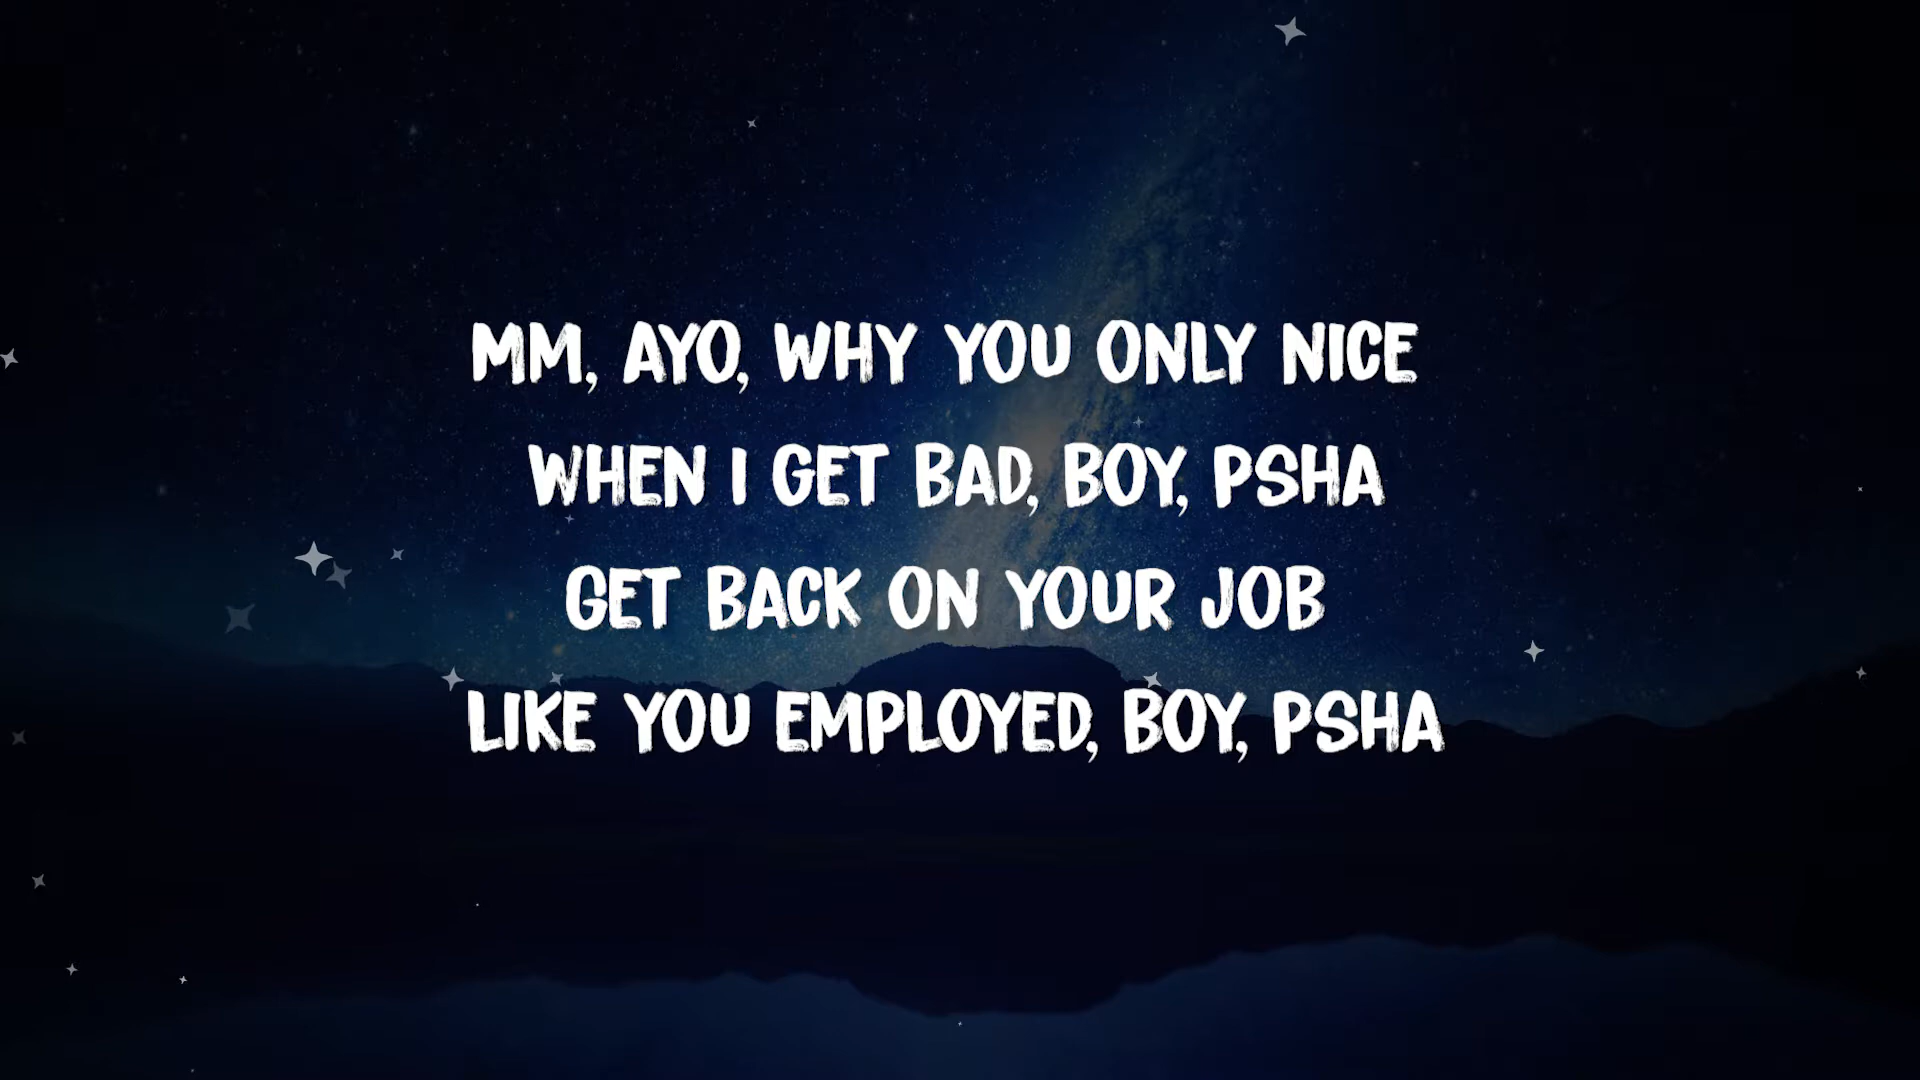 MM, AYO, WHY YOU ONLY NICE
WHEN I GET BAD, BOY, PSHA
GET BACK ON YOUR JOB
LIKE YOU EMPLOYED, BOY, PSHA